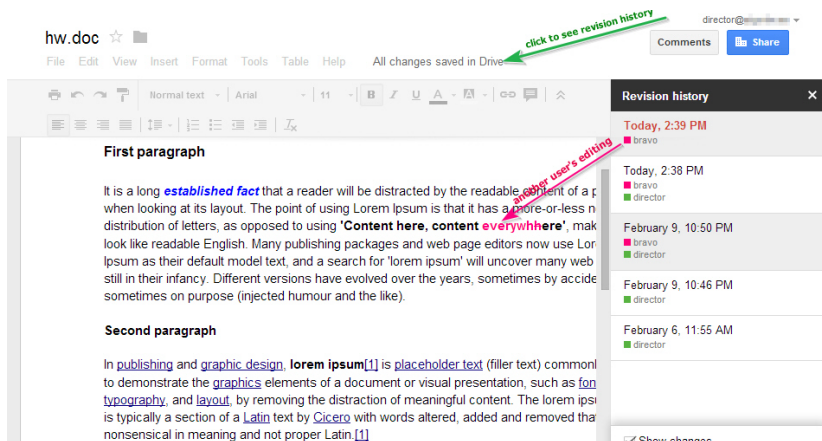 director@
click to see revision history
hw.doc
Comments
Share
File Edit View Insert Format Tools Table Help All changes saved in Drive
Normal text Arial 11 B I U A
Revision history
Today, 2:39 PM
bravo
another user's editing
Today, 2:38 PM
bravo
director
February 9, 10:50 PM
bravo
director
February 9, 10:46 PM
director
February 6, 11:55 AM
director
Show changes
First paragraph
It is a long established fact that a reader will be distracted by the readable content of a p
when looking at its layout. The point of using Lorem Ipsum is that it has a more-or-less n
distribution of letters, as opposed to using 'Content here, content everywhhere', mak
look like readable English. Many publishing packages and web page editors now use Lor
Ipsum as their default model text, and a search for 'lorem ipsum' will uncover many web
still in their infancy. Different versions have evolved over the years, sometimes by accide
sometimes on purpose (injected humour and the like).
Second paragraph
In publishing and graphic design, lorem ipsum[1] is placeholder text (filler text) commonl
to demonstrate the graphics elements of a document or visual presentation, such as fon
typography, and layout, by removing the distraction of meaningful content. The lorem ips
is typically a section of a Latin text by Cicero with words altered, added and removed tha
nonsensical in meaning and not proper Latin.[1]